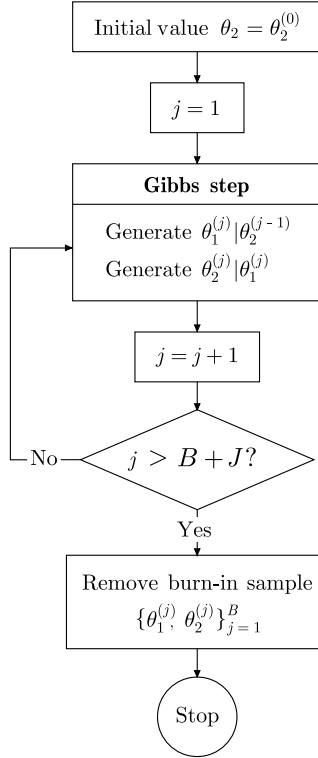 Initial value θ₂ = θ₂⁽⁰⁾
j = 1
Gibbs step
Generate θ₁⁽ʲ⁾|θ₂⁽ʲ⁻¹⁾
Generate θ₂⁽ʲ⁾|θ₁⁽ʲ⁾
j = j + 1
No
j > B + J?
Yes
Remove burn-in sample
{θ₁⁽ʲ⁾, θ₂⁽ʲ⁾}ᴮⱼ₌₁
Stop